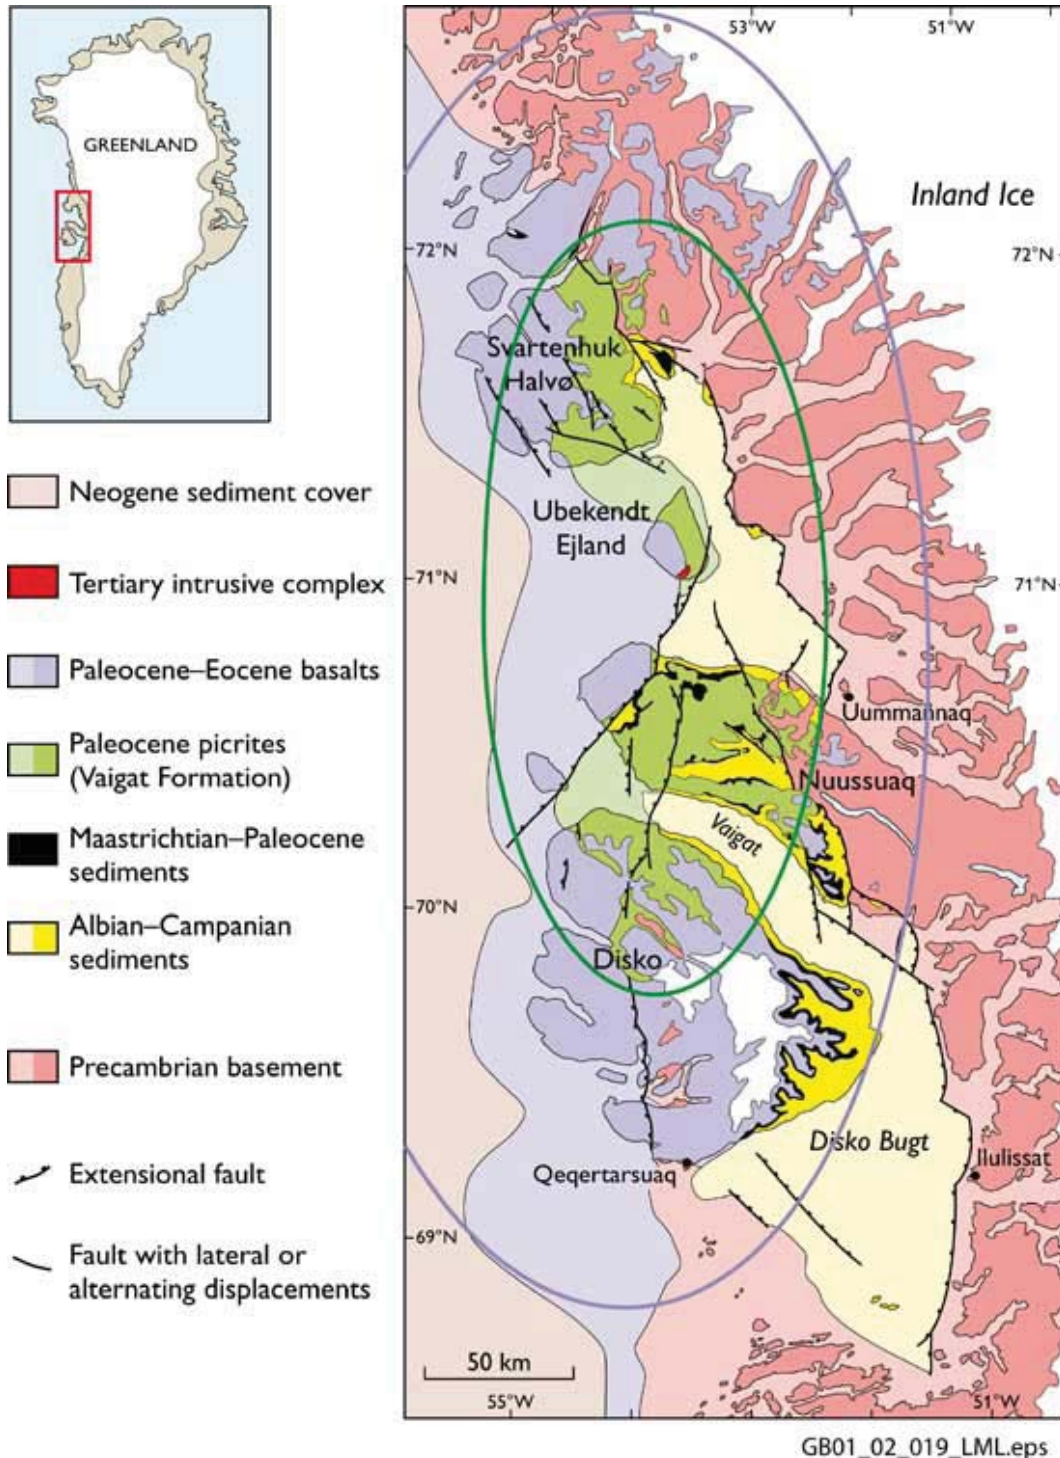 GREENLAND
Neogene sediment cover
Tertiary intrusive complex
Paleocene–Eocene basalts
Paleocene picrites
(Vaigat Formation)
Maastrichtian–Paleocene
sediments
Albian–Campanian
sediments
Precambrian basement
Extensional fault
Fault with lateral or
alternating displacements
53°W
51°W
Inland Ice
72°N
72°N
Svartenhuk
Halvø
Ubekendt
Ejland
71°N
71°N
Uummannaq
Nuussuaq
Vaigat
70°N
Disko
Disko Bugt
Ilulissat
Qeqertarsuaq
69°N
50 km
55°W
51°W
GB01_02_019_LML.eps